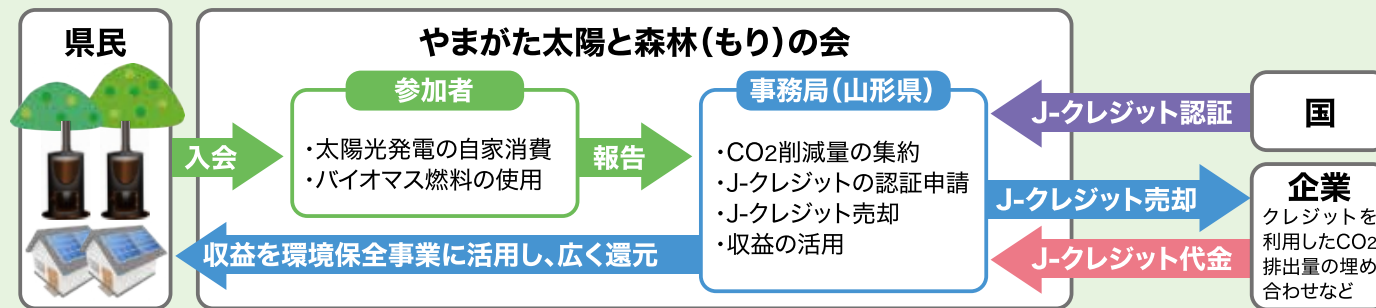 県民
やまがた太陽と森林(もり)の会
参加者
入会
・太陽光発電の自家消費
・バイオマス燃料の使用
報告
事務局(山形県)
・CO2削減量の集約
・J-クレジットの認証申請
・J-クレジット売却
・収益の活用
収益を環境保全事業に活用し、広く還元
J-クレジット認証
国
J-クレジット売却
J-クレジット代金
企業
クレジットを
利用したCO2
排出量の埋め
合わせなど